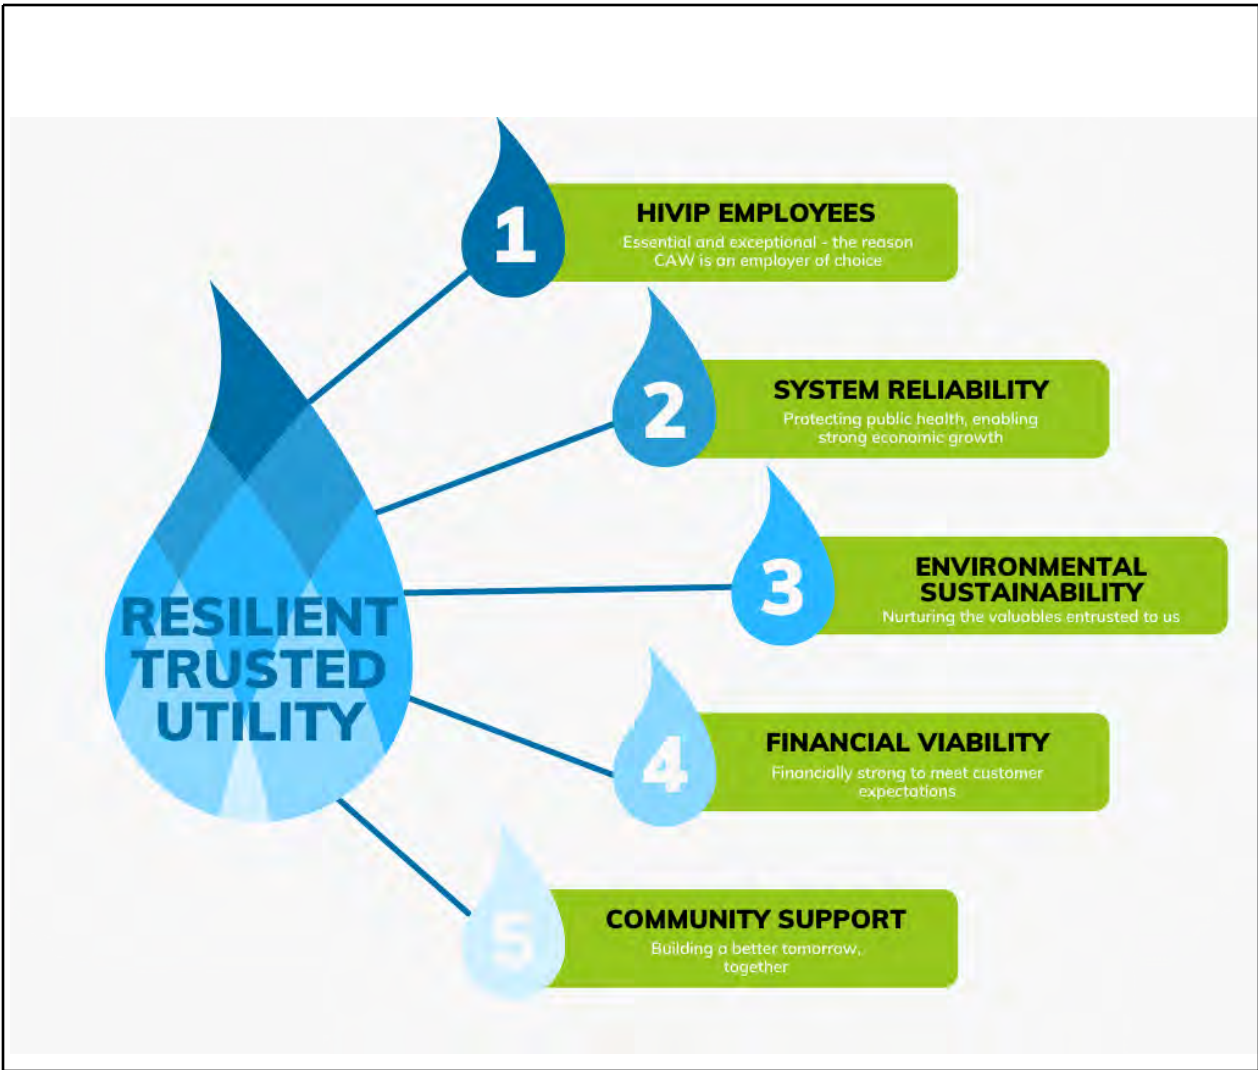 1
HIVIP EMPLOYEES
Essential and exceptional - the reason
CAW is an employer of choice
2
SYSTEM RELIABILITY
Protecting public health, enabling
strong economic growth
3
ENVIRONMENTAL
SUSTAINABILITY
Nurturing the valuables entrusted to us
RESILIENT
TRUSTED
UTILITY
4
FINANCIAL VIABILITY
Financially strong to meet customer
expectations
5
COMMUNITY SUPPORT
Building a better tomorrow,
together